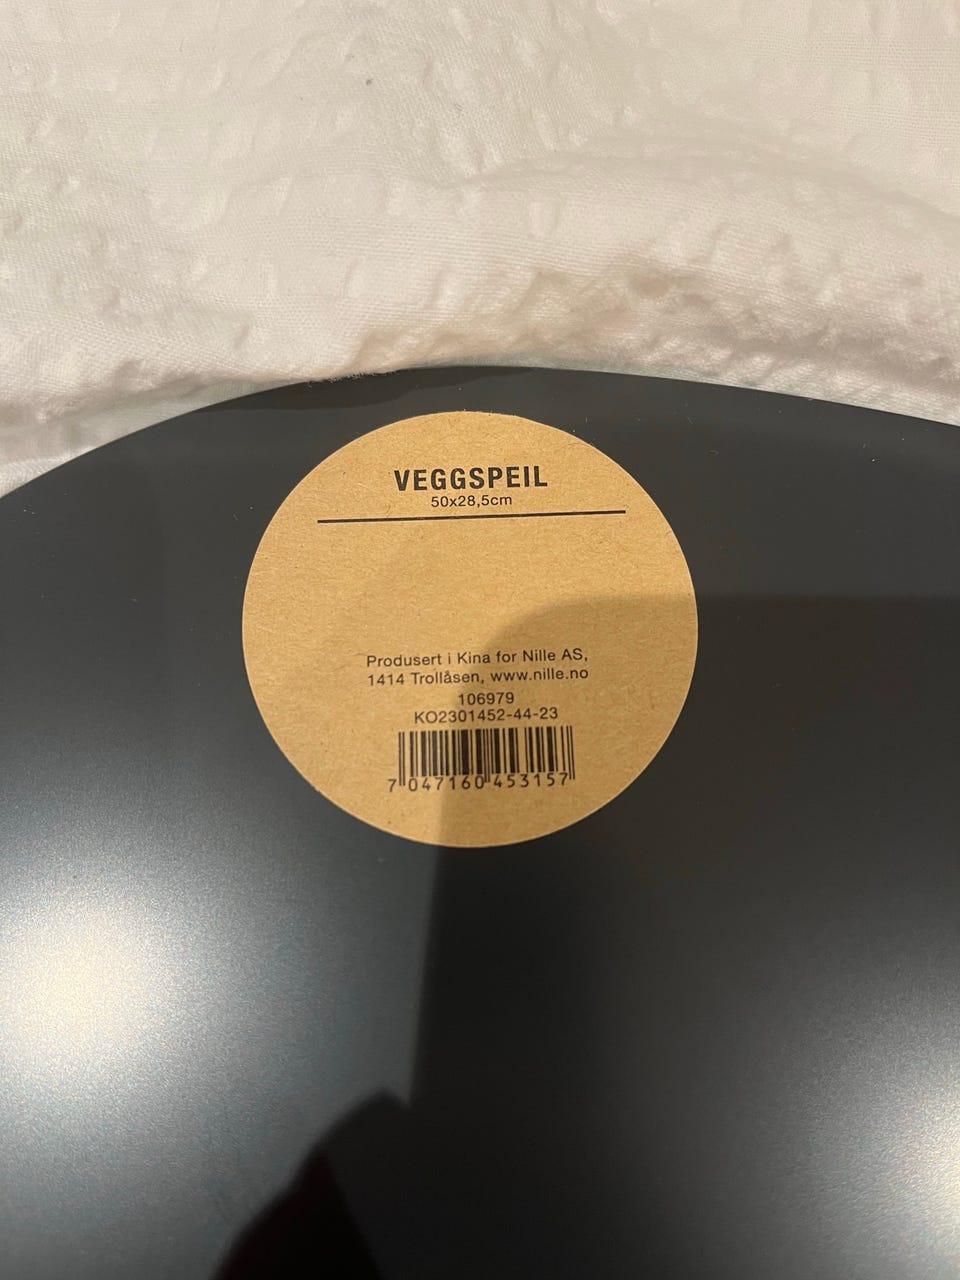 VEGGSPEIL
50x28,5cm
Produsert i Kina for Nille AS,
1414 Trollåsen, www.nille.no
106979
KO2301452-44-23
7 047160 453157